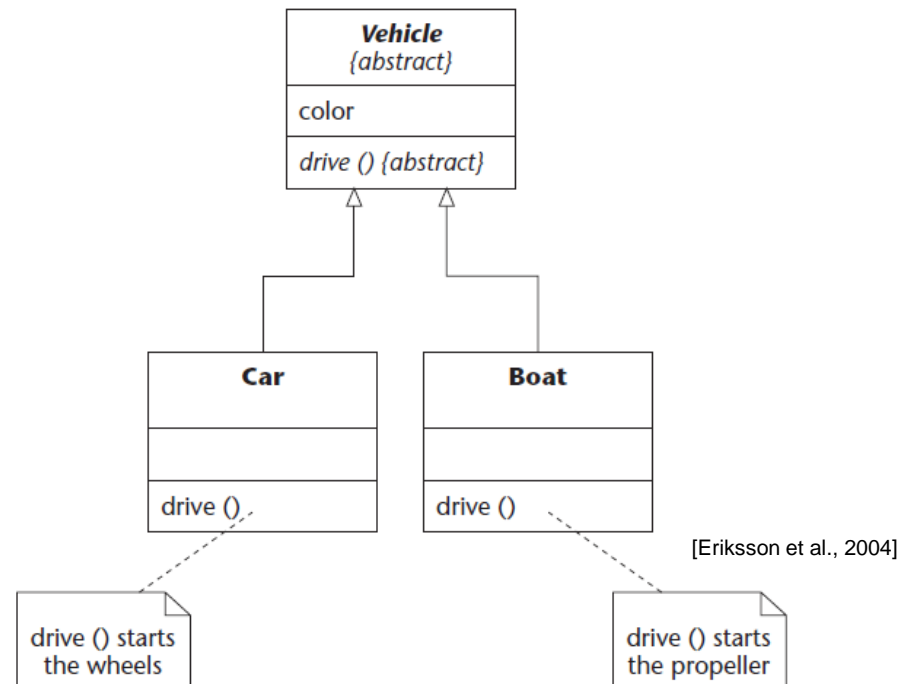 Vehicle
{abstract}
color
drive () {abstract}
Car
Boat
drive ()
drive ()
[Eriksson et al., 2004]
drive () starts
the wheels
drive () starts
the propeller